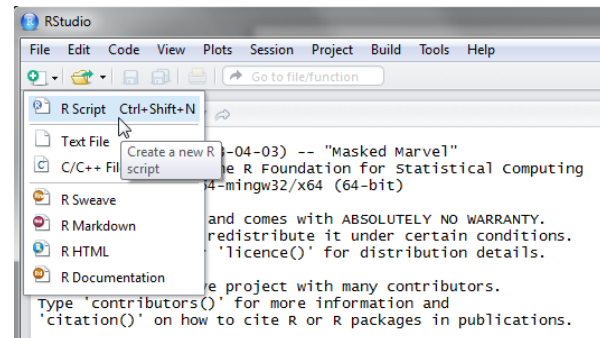 RStudio
File Edit Code View Plots Session Project Build Tools Help
Go to file/function
R Script Ctrl+Shift+N
Text File
C/C++ Fil
R Sweave
R Markdown
R HTML
R Documentation
Create a new R
script
-04-03) -- "Masked Marvel"
e R Foundation for Statistical Computing
4-mingw32/x64 (64-bit)
and comes with ABSOLUTELY NO WARRANTY.
redistribute it under certain conditions.
'licence()' for distribution details.
e project with many contributors.
Type 'contributors()' for more information and
'citation()' on how to cite R or R packages in publications.